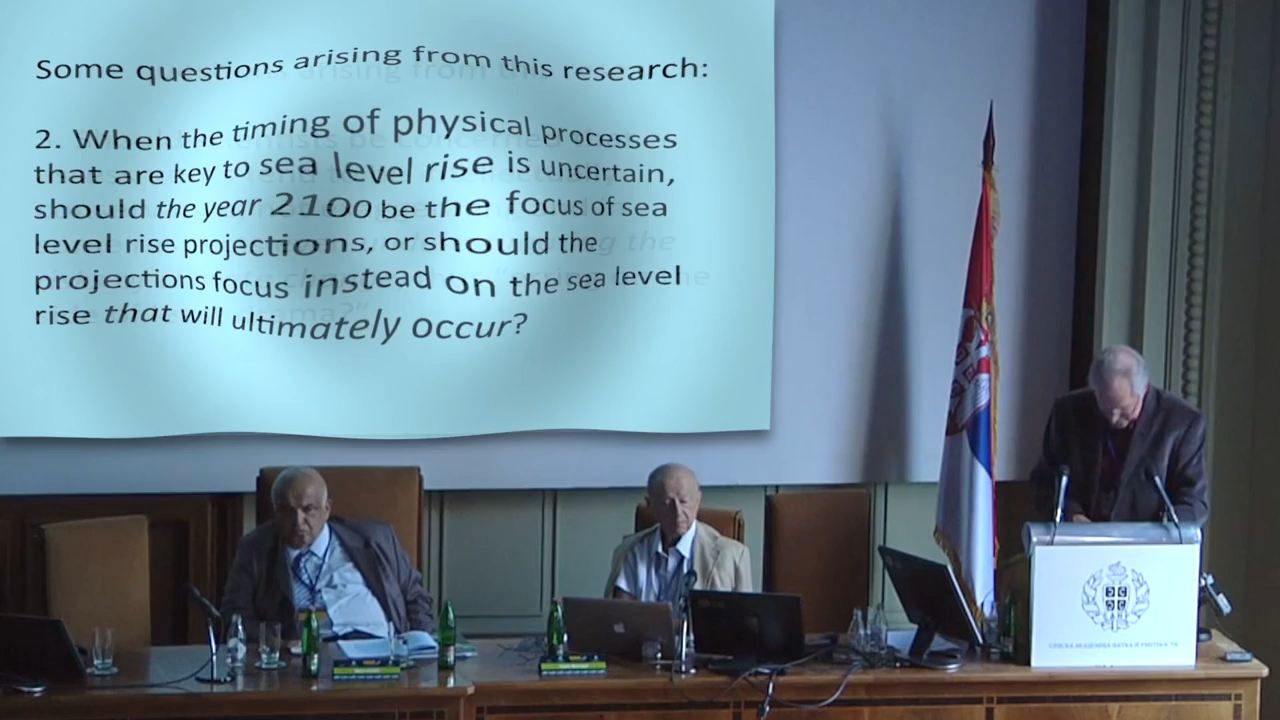 Some questions arising from this research:
2. When the timing of physical processes
that are key to sea level rise is uncertain,
should the year 2100 be the focus of sea
level rise projections, or should the
projections focus instead on the sea level
rise that will ultimately occur?